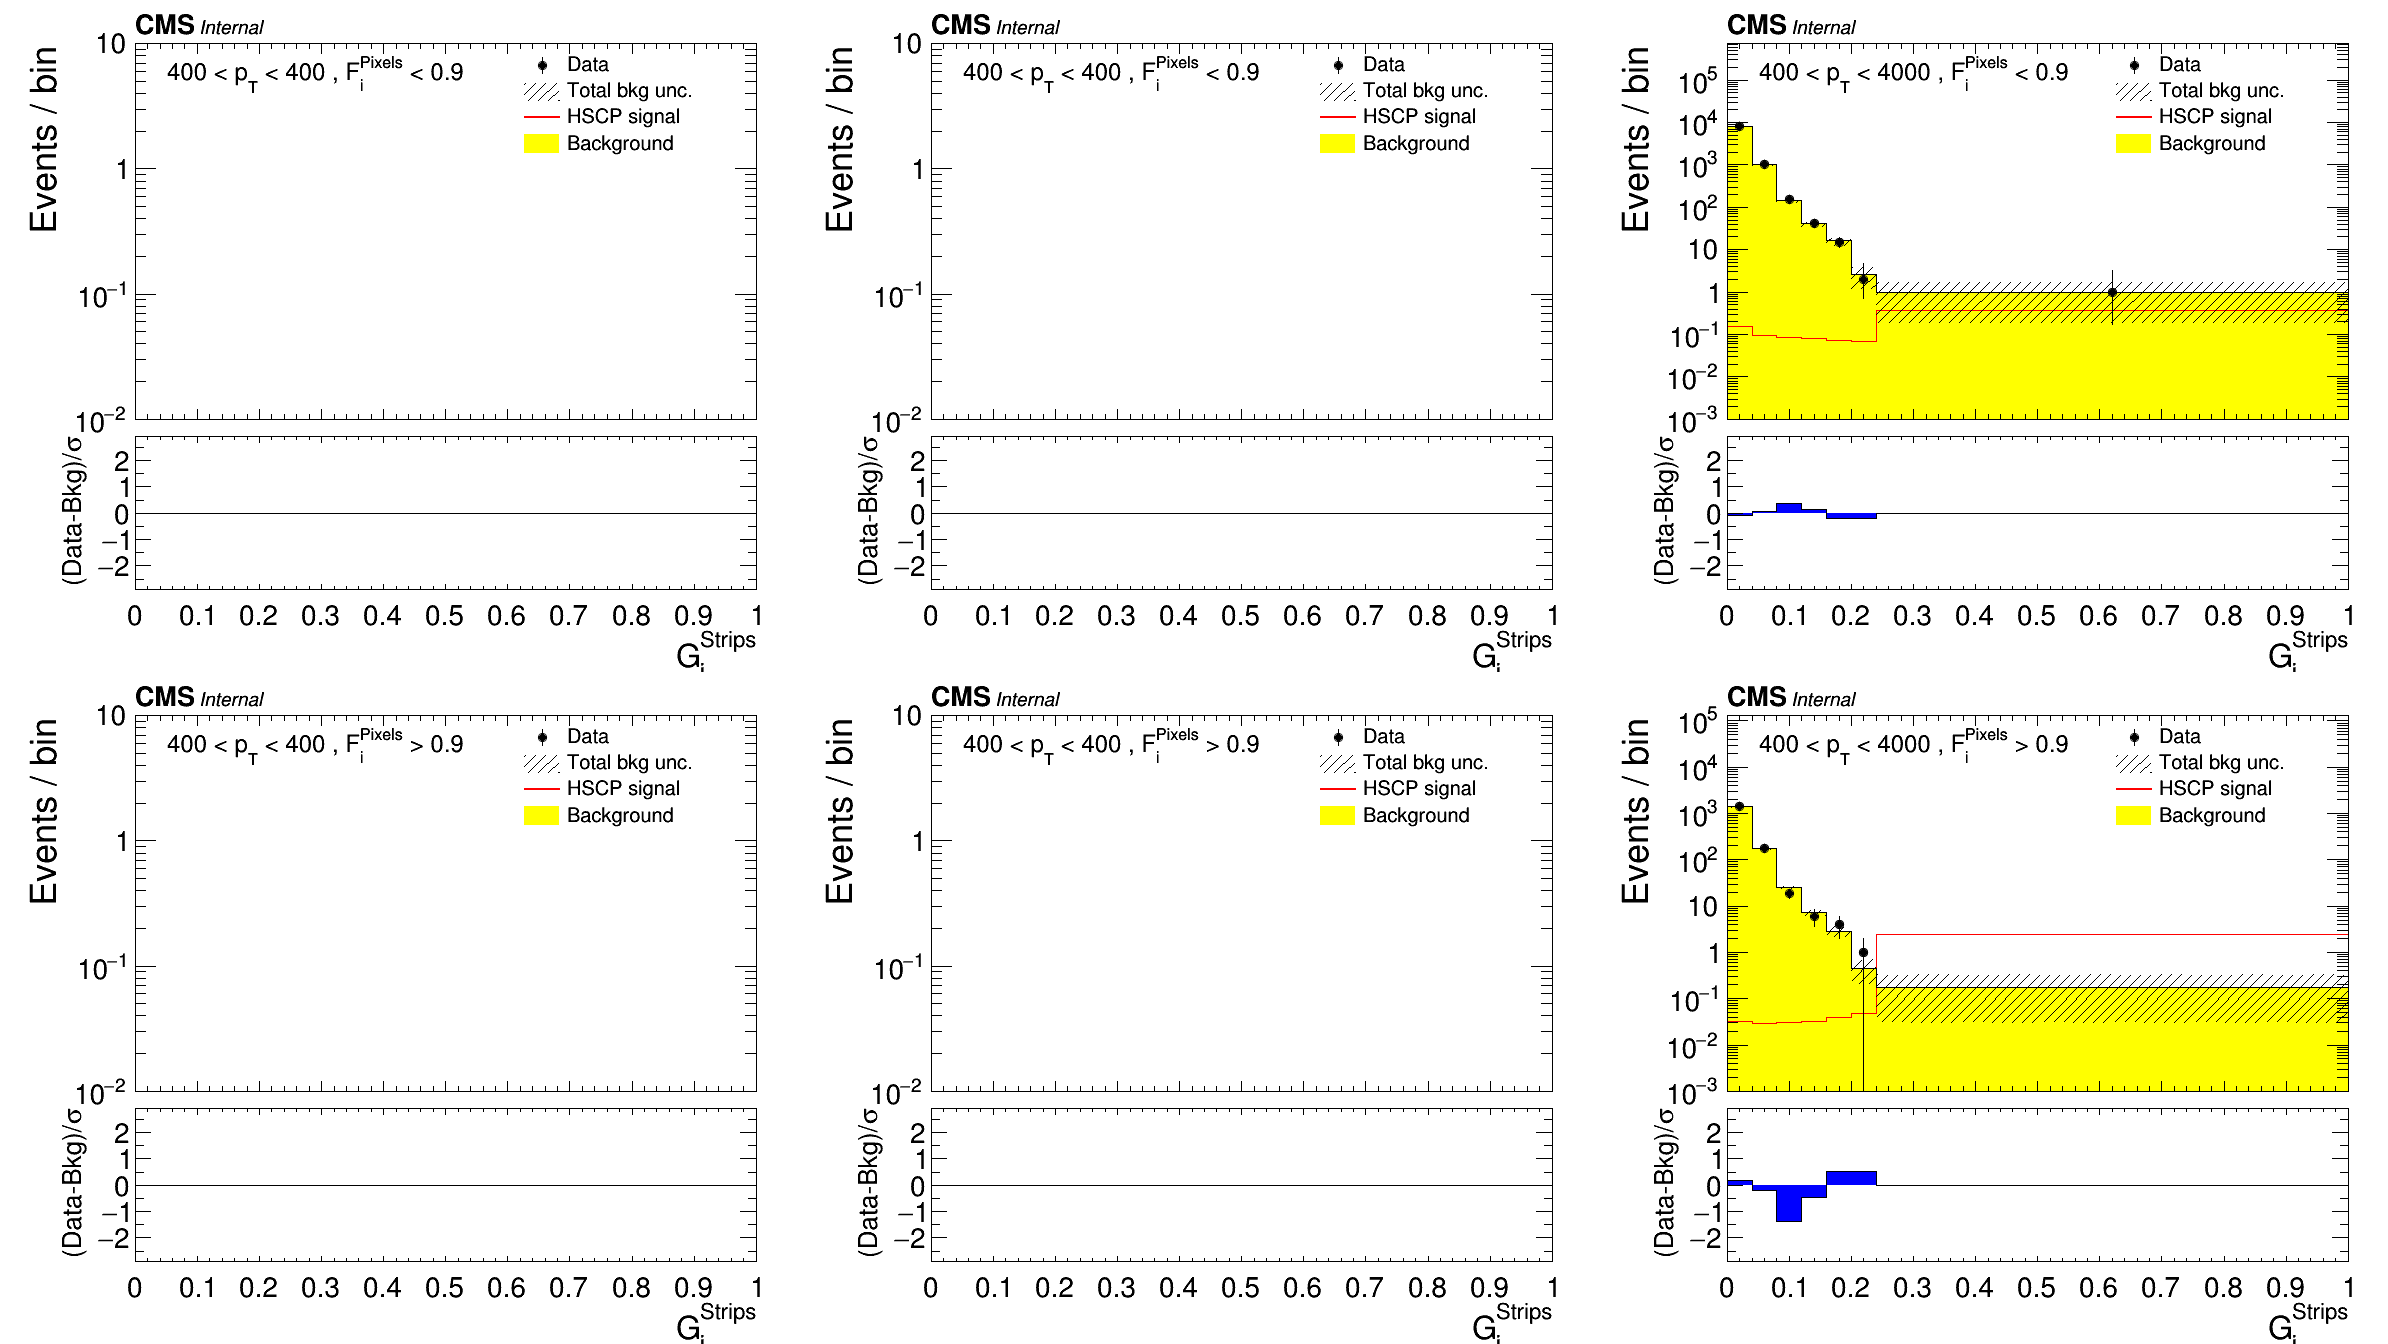 CMS Internal
10
1
10⁻¹
10⁻²
Events / bin
400 < p_T < 400 , F_i^Pixels < 0.9
Data
Total bkg unc.
HSCP signal
Background
(Data-Bkg)/σ
2
1
0
−1
−2
0 0.1 0.2 0.3 0.4 0.5 0.6 0.7 0.8 0.9 1
G_i^Strips
CMS Internal
10
1
10⁻¹
10⁻²
Events / bin
400 < p_T < 400 , F_i^Pixels < 0.9
Data
Total bkg unc.
HSCP signal
Background
(Data-Bkg)/σ
2
1
0
−1
−2
0 0.1 0.2 0.3 0.4 0.5 0.6 0.7 0.8 0.9 1
G_i^Strips
CMS Internal
10⁵
10⁴
10³
10²
10
1
10⁻¹
10⁻²
10⁻³
Events / bin
400 < p_T < 4000 , F_i^Pixels < 0.9
Data
Total bkg unc.
HSCP signal
Background
(Data-Bkg)/σ
2
1
0
−1
−2
0 0.1 0.2 0.3 0.4 0.5 0.6 0.7 0.8 0.9 1
G_i^Strips
CMS Internal
10
1
10⁻¹
10⁻²
Events / bin
400 < p_T < 400 , F_i^Pixels > 0.9
Data
Total bkg unc.
HSCP signal
Background
(Data-Bkg)/σ
2
1
0
−1
−2
0 0.1 0.2 0.3 0.4 0.5 0.6 0.7 0.8 0.9 1
G_i^Strips
CMS Internal
10
1
10⁻¹
10⁻²
Events / bin
400 < p_T < 400 , F_i^Pixels > 0.9
Data
Total bkg unc.
HSCP signal
Background
(Data-Bkg)/σ
2
1
0
−1
−2
0 0.1 0.2 0.3 0.4 0.5 0.6 0.7 0.8 0.9 1
G_i^Strips
CMS Internal
10⁵
10⁴
10³
10²
10
1
10⁻¹
10⁻²
10⁻³
Events / bin
400 < p_T < 4000 , F_i^Pixels > 0.9
Data
Total bkg unc.
HSCP signal
Background
(Data-Bkg)/σ
2
1
0
−1
−2
0 0.1 0.2 0.3 0.4 0.5 0.6 0.7 0.8 0.9 1
G_i^Strips